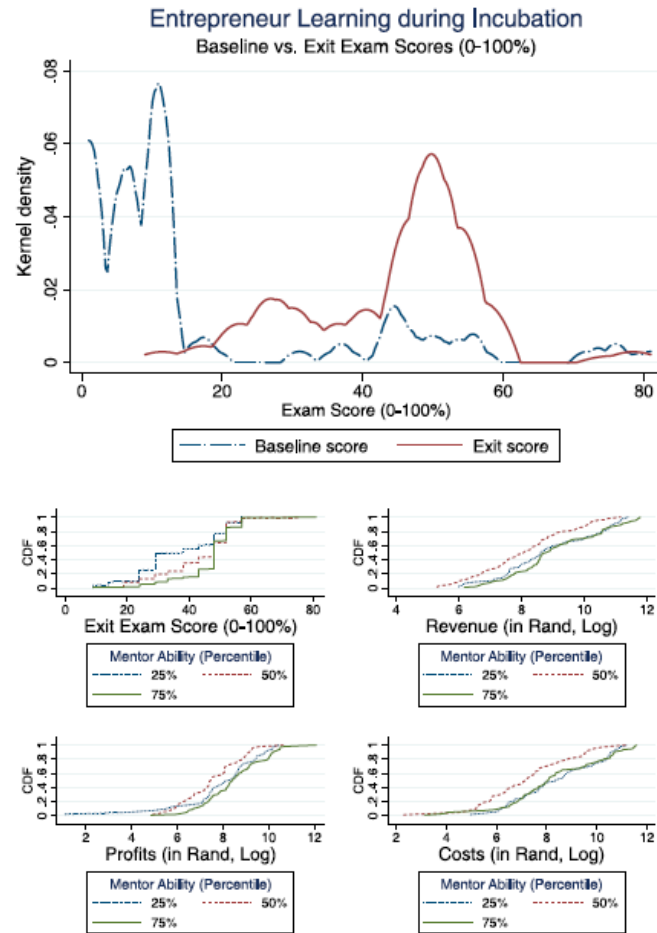 Entrepreneur Learning during Incubation
Baseline vs. Exit Exam Scores (0-100%)
Kernel density
.08
.06
.04
.02
0
0 20 40 60 80
Exam Score (0-100%)
Baseline score Exit score
CDF
0 .2 .4 .6 .8 1
0 20 40 60 80
Exit Exam Score (0-100%)
Mentor Ability (Percentile)
25% 50%
75%
CDF
0 .2 .4 .6 .8 1
4 6 8 10 12
Revenue (in Rand, Log)
Mentor Ability (Percentile)
25% 50%
75%
CDF
0 .2 .4 .6 .8 1
2 4 6 8 10 12
Profits (in Rand, Log)
Mentor Ability (Percentile)
25% 50%
75%
CDF
0 .2 .4 .6 .8 1
2 4 6 8 10 12
Costs (in Rand, Log)
Mentor Ability (Percentile)
25% 50%
75%